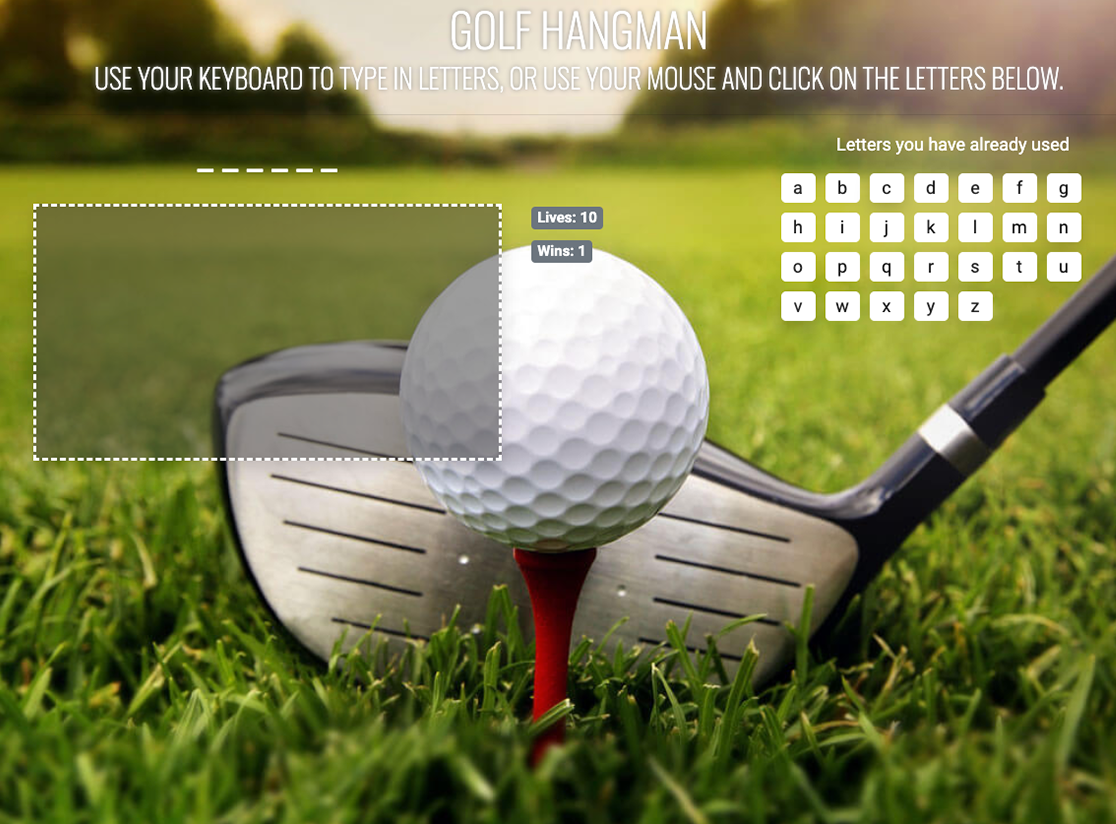 GOLF HANGMAN
USE YOUR KEYBOARD TO TYPE IN LETTERS, OR USE YOUR MOUSE AND CLICK ON THE LETTERS BELOW.
Letters you have already used
_ _ _ _ _ _
a b c d e f g
h i j k l m n
o p q r s t u
v w x y z
Lives: 10
Wins: 1